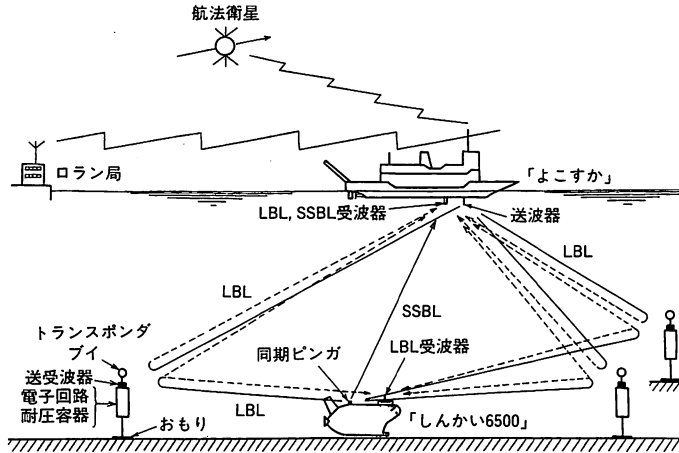 航法衛星
ロラン局
「よこすか」
LBL, SSBL受波器
送波器
LBL
LBL
SSBL
トランスポンダ
ブイ
同期ピンガ
LBL受波器
送受波器
電子回路
耐圧容器
LBL
おもり
「しんかい6500」